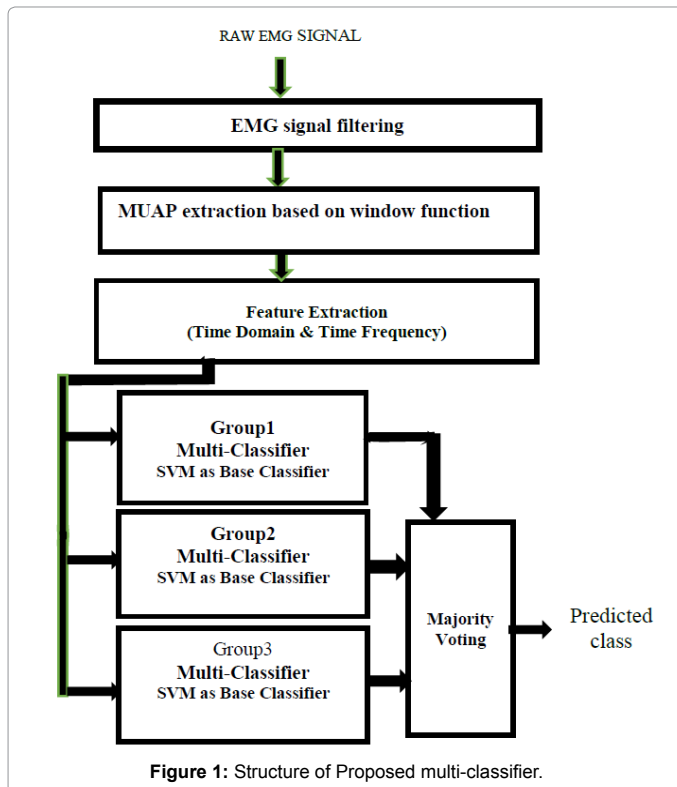 RAW EMG SIGNAL
EMG signal filtering
MUAP extraction based on window function
Feature Extraction
(Time Domain & Time Frequency)
Group1
Multi-Classifier
SVM as Base Classifier
Group2
Multi-Classifier
SVM as Base Classifier
Group3
Multi-Classifier
SVM as Base Classifier
Majority
Voting
Predicted
class
Figure 1: Structure of Proposed multi-classifier.